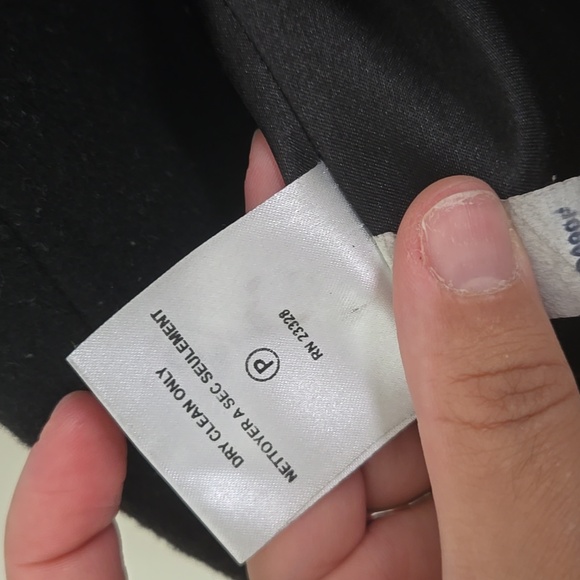 RN 23328
P
NETTOYER A SEC SEULEMENT
DRY CLEAN ONLY